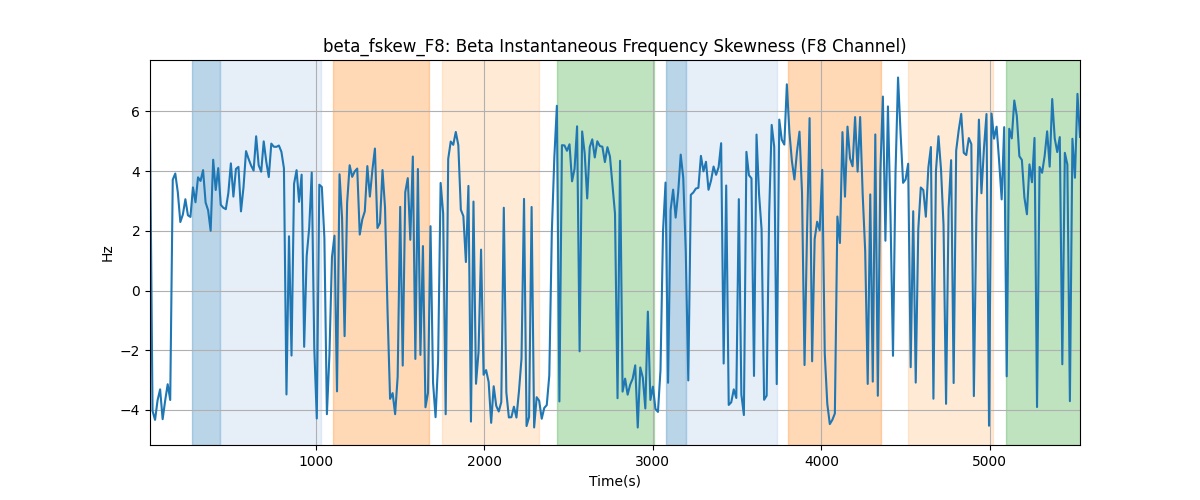 beta_fskew_F8: Beta Instantaneous Frequency Skewness (F8 Channel)
6
4
2
0
−2
−4
Hz
1000 2000 3000 4000 5000
Time(s)